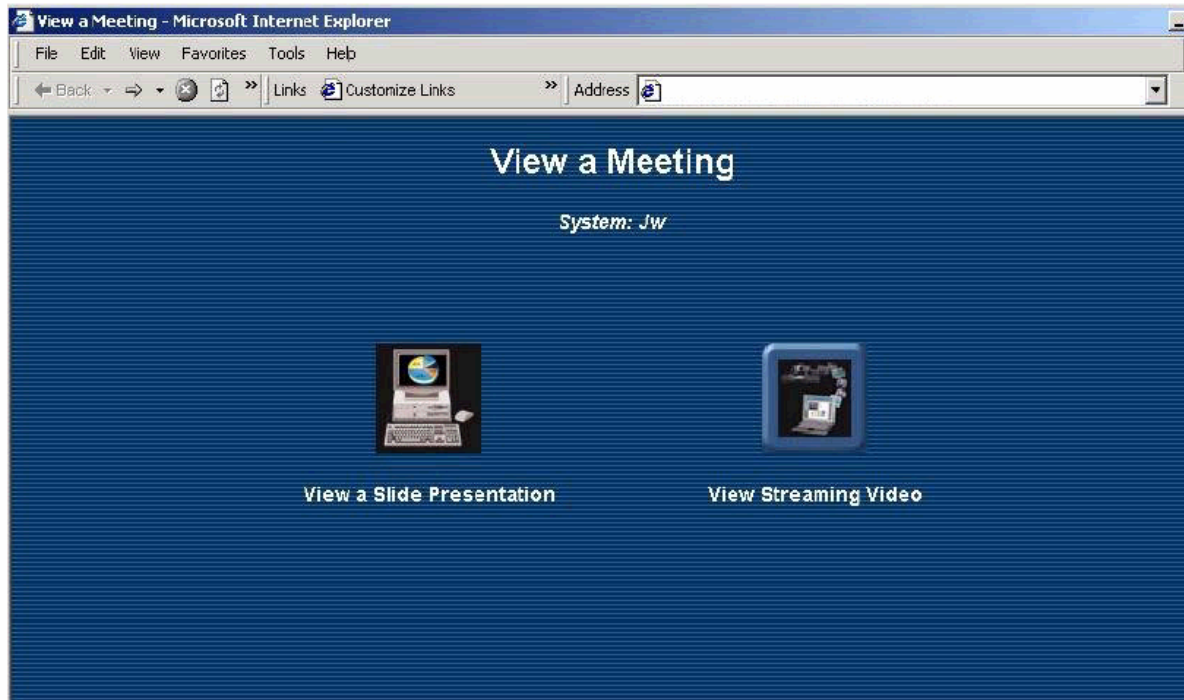 View a Meeting - Microsoft Internet Explorer
File Edit View Favorites Tools Help
Back Links Customize Links Address
View a Meeting
System: Jw
View a Slide Presentation View Streaming Video